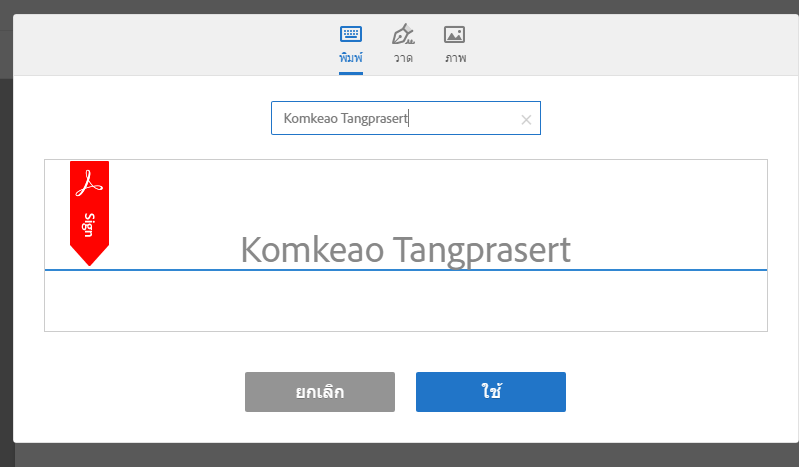 พิมพ์ วาด ภาพ
Komkeao Tangprasert
Sign
Komkeao Tangprasert
ยกเลิก ใช้